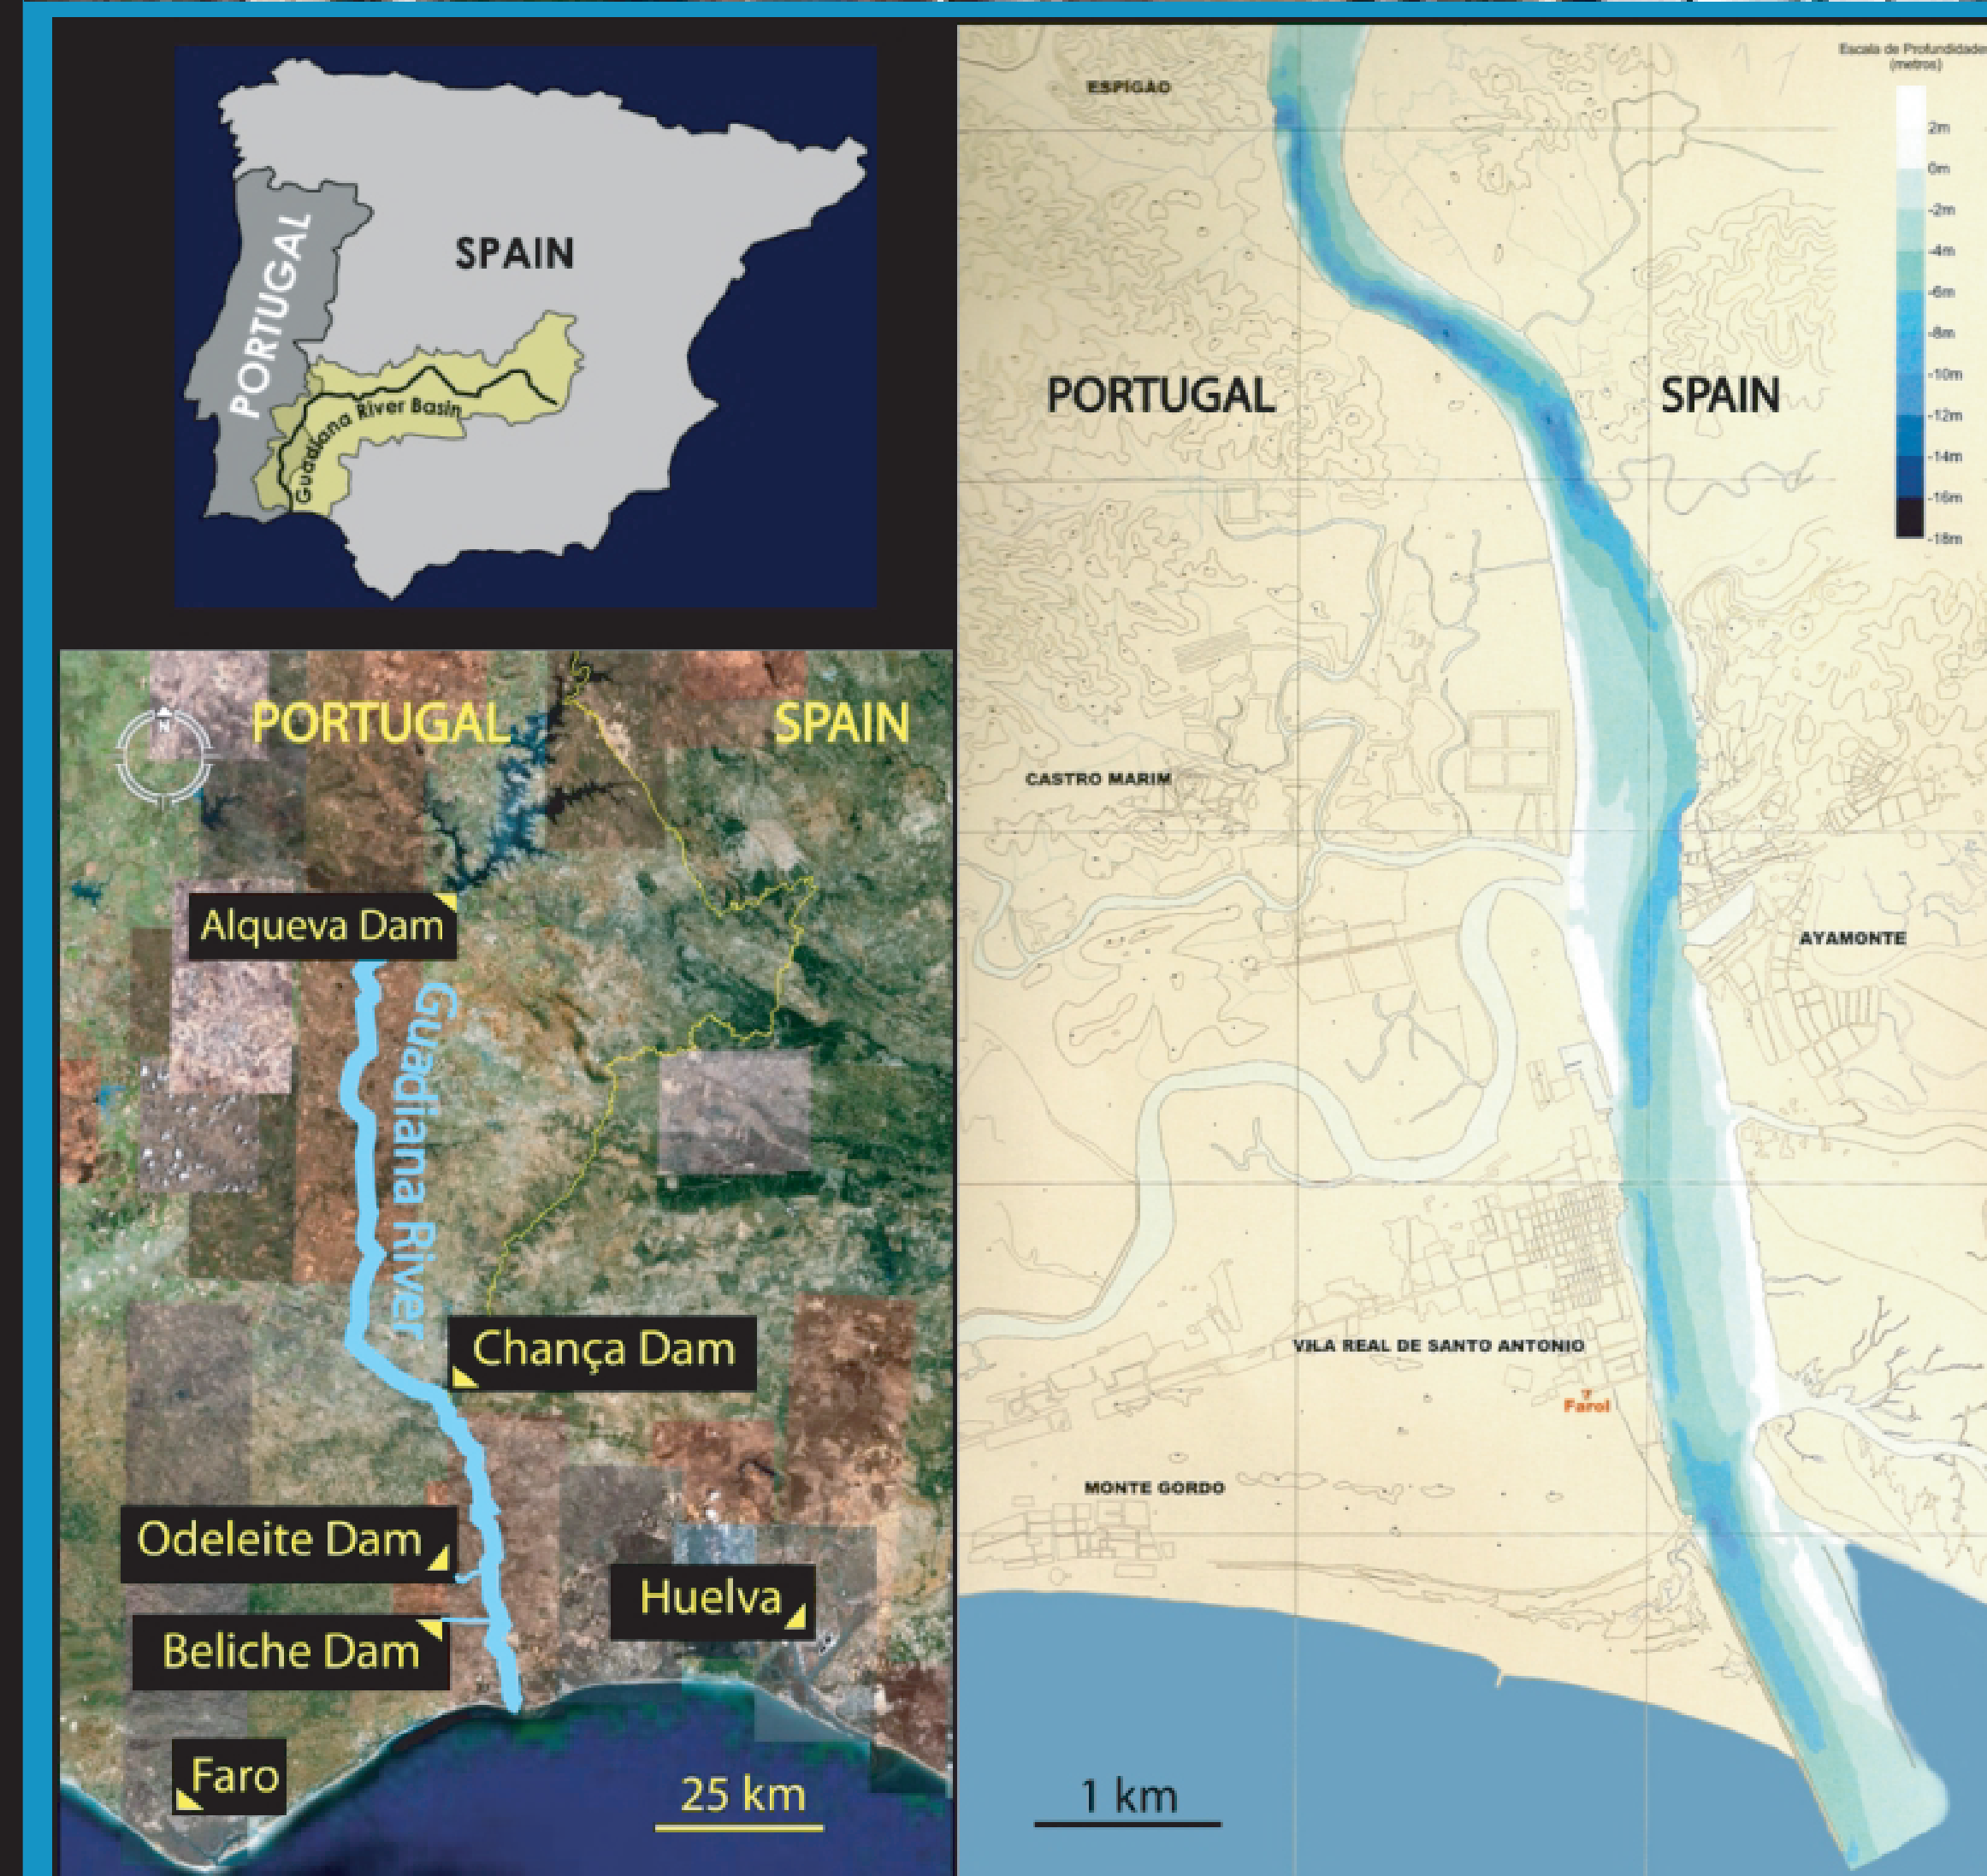 PORTUGAL
SPAIN
Guadiana River Basin
N
PORTUGAL
SPAIN
Alqueva Dam
Guadiana River
Chança Dam
Odeleite Dam
Beliche Dam
Huelva
Faro
25 km
Escala de Profundidades
(metros)
2m
0m
-2m
-4m
-6m
-8m
-10m
-12m
-14m
-16m
-18m
ESPIGÃO
PORTUGAL
SPAIN
CASTRO MARIM
AYAMONTE
VILA REAL DE SANTO ANTONIO
Farol
MONTE GORDO
1 km